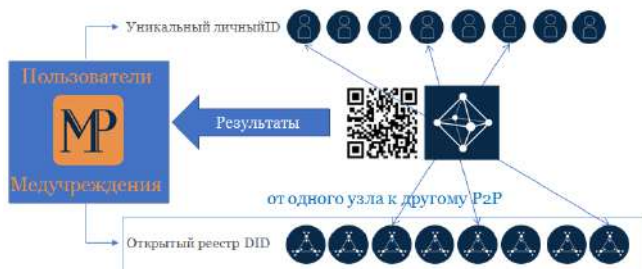 Уникальный личныйID
Пользователи
MP
Медучреждения
Результаты
от одного узла к другому P2P
Открытый реестр DID